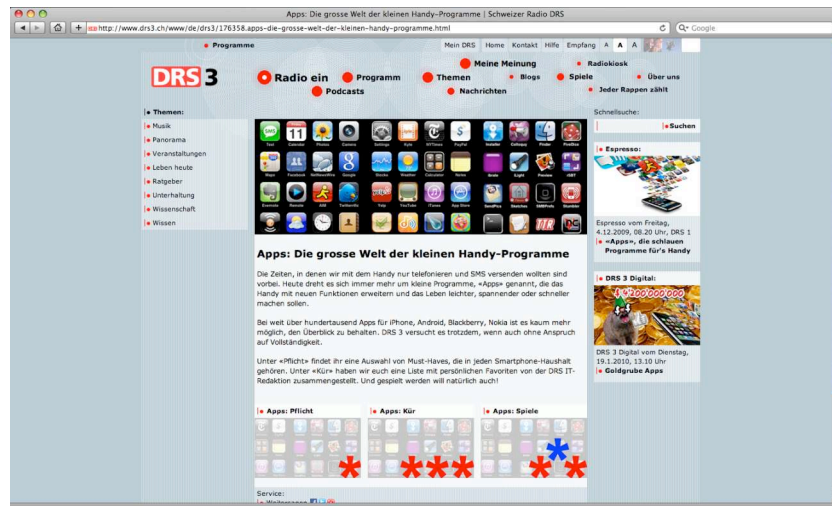 Apps: Die grosse Welt der kleinen Handy-Programme | Schweizer Radio DRS
http://www.drs3.ch/www/de/drs3/176358.apps-die-grosse-welt-der-kleinen-handy-programme.html
Google
Programme
Mein DRS Home Kontakt Hilfe Empfang A A A
DRS 3
Radio ein
Programm
Podcasts
Themen
Meine Meinung
Blogs
Nachrichten
Radiokiosk
Spiele
Über uns
Jeder Rappen zählt
Themen:
Musik
Panorama
Veranstaltungen
Leben heute
Ratgeber
Unterhaltung
Wissenschaft
Wissen
Apps: Die grosse Welt der kleinen Handy-Programme
Die Zeiten, in denen wir mit dem Handy nur telefonieren und SMS versenden wollten sind
vorbei. Heute dreht es sich immer mehr um kleine Programme, «Apps» genannt, die das
Handy mit neuen Funktionen erweitern und das Leben leichter, spannender oder schneller
machen sollen.
Bei weit über hunderttausend Apps für iPhone, Android, Blackberry, Nokia ist es kaum mehr
möglich, den Überblick zu behalten. DRS 3 versucht es trotzdem, wenn auch ohne Anspruch
auf Vollständigkeit.
Unter «Pflicht» findet ihr eine Auswahl von Must-Haves, die in jeden Smartphone-Haushalt
gehören. Unter «Kür» haben wir euch eine Liste mit persönlichen Favoriten von der DRS IT-
Redaktion zusammengestellt. Und gespielt werden will natürlich auch!
Apps: Pflicht
Apps: Kür
Apps: Spiele
Service:
Schnellsuche:
Suchen
Espresso:
Espresso vom Freitag,
4.12.2009, 08.20 Uhr, DRS 1
«Apps», die schlauen
Programme für's Handy
DRS 3 Digital:
DRS 3 Digital vom Dienstag,
19.1.2010, 13.10 Uhr
Goldgrube Apps